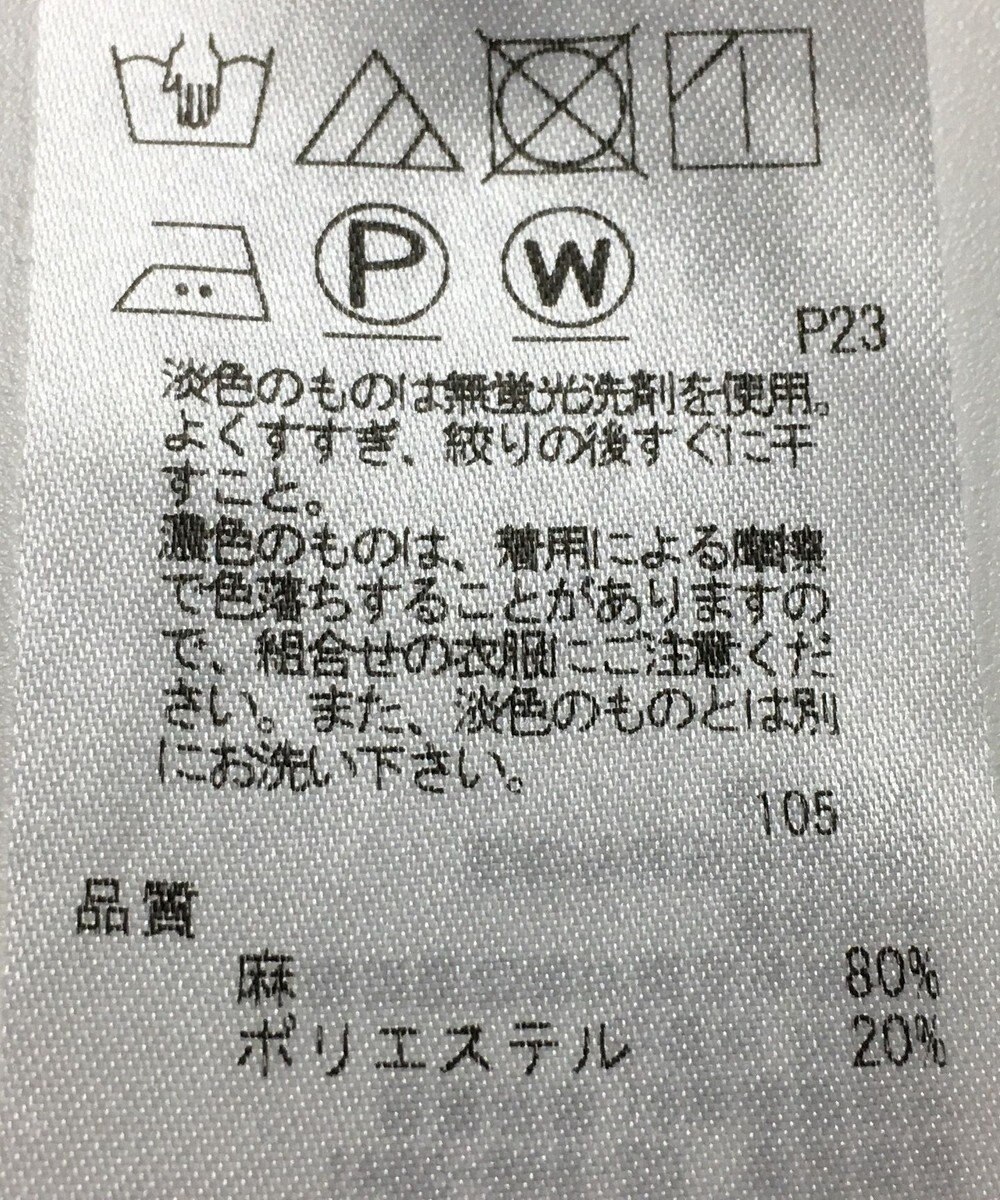 P W
P23
淡色のものは無蛍光洗剤を使用。
よくすすぎ、絞りの後すぐに干
すこと。
濃色のものは、着用による摩擦
で色落ちすることがありますの
で、組合せの衣服にご注意くだ
さい。また、淡色のものとは別
にお洗い下さい。
105
品質
麻 80%
ポリエステル 20%